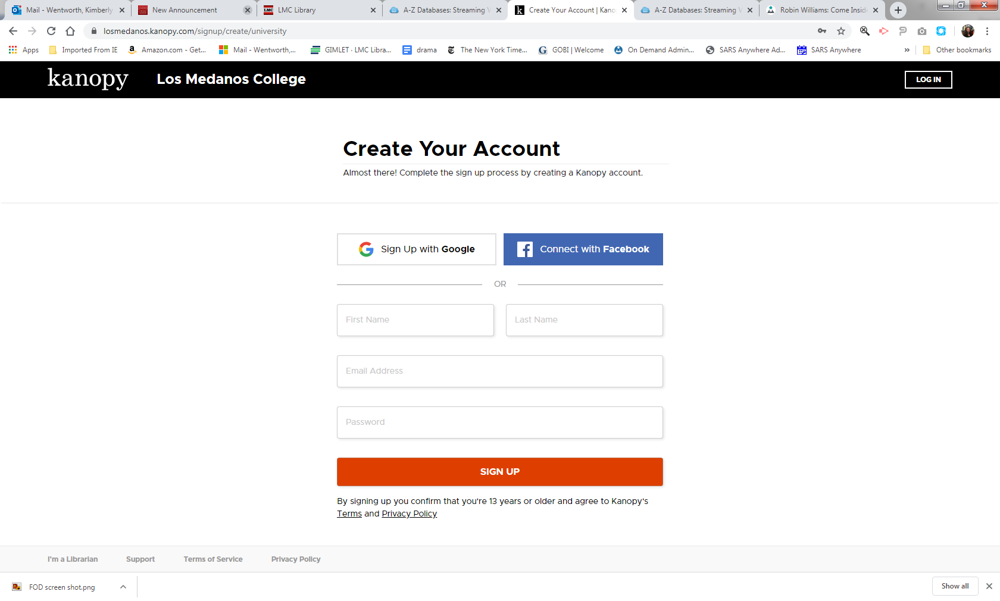 Mail - Wentworth, Kimberly
New Announcement
LMC
LMC Library
A-Z Databases: Streaming V
k
Create Your Account | Kano
A-Z Databases: Streaming V
Robin Williams: Come Insid
losmedanos.kanopy.com/signup/create/university
Apps
Imported From IE
Amazon.com - Get...
Mail - Wentworth,...
GIMLET · LMC Libra...
drama
The New York Time...
GOBI | Welcome
On Demand Admin...
SARS Anywhere Ad...
SARS Anywhere
»
Other bookmarks
kanopy
Los Medanos College
LOG IN
Create Your Account
Almost there! Complete the sign up process by creating a Kanopy account.
Sign Up with Google
Connect with Facebook
OR
First Name
Last Name
Email Address
Password
SIGN UP
By signing up you confirm that you're 13 years or older and agree to Kanopy's
Terms and Privacy Policy
I'm a Librarian
Support
Terms of Service
Privacy Policy
FOD screen shot.png
Show all